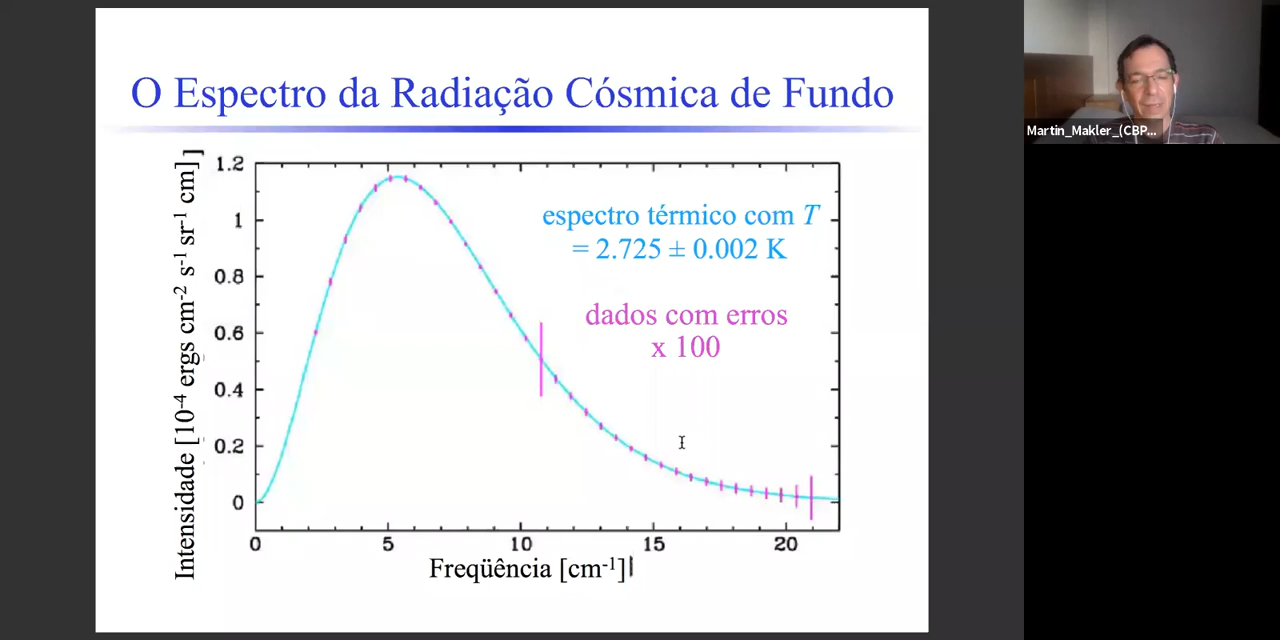 O Espectro da Radiação Cósmica de Fundo
Martin_Makler_(CBP...
Intensidade [10-4 ergs cm-2 s-1 sr-1 cm]
1.2
1
0.8
0.6
0.4
0.2
0
espectro térmico com T
= 2.725 ± 0.002 K
dados com erros
x 100
0 5 10 15 20
Freqüência [cm-1]